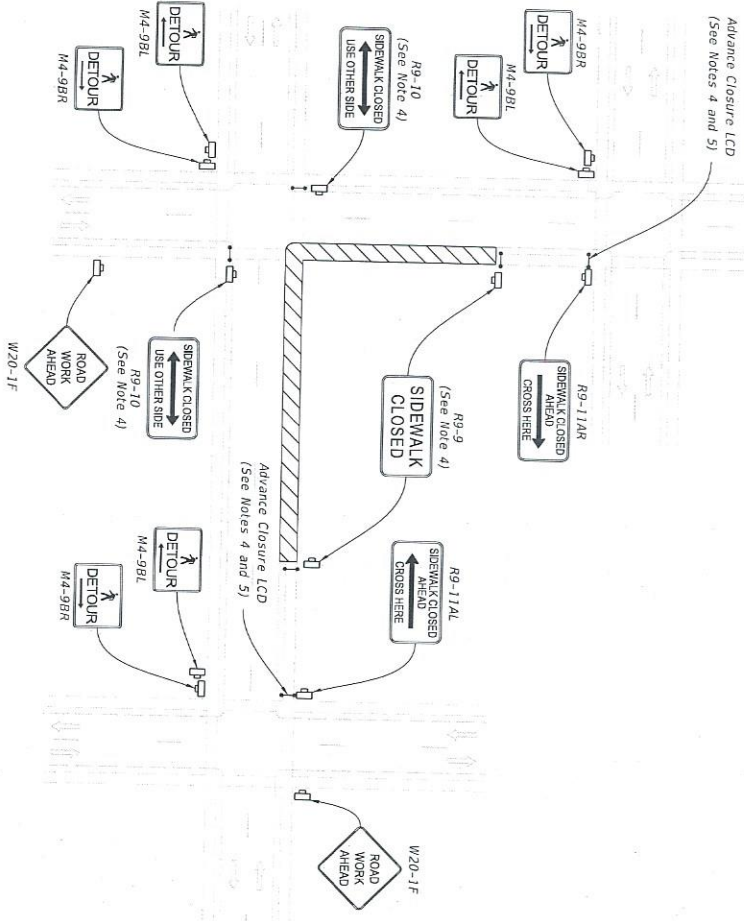 Advance Closure LCD
(See Notes 4 and 5)
M4-9BR
DETOUR
M4-9BL
DETOUR
R9-11AR
SIDEWALK CLOSED
AHEAD
CROSS HERE
R9-9
(See Note 4)
SIDEWALK
CLOSED
R9-11AL
SIDEWALK CLOSED
AHEAD
CROSS HERE
W20-1F
ROAD
WORK
AHEAD
R9-10
(See Note 4)
SIDEWALK CLOSED
USE OTHER SIDE
Advance Closure LCD
(See Notes 4 and 5)
M4-9BL
DETOUR
M4-9BR
DETOUR
R9-10
(See Note 4)
SIDEWALK CLOSED
USE OTHER SIDE
M4-9BL
DETOUR
M4-9BR
DETOUR
ROAD
WORK
AHEAD
W20-1F